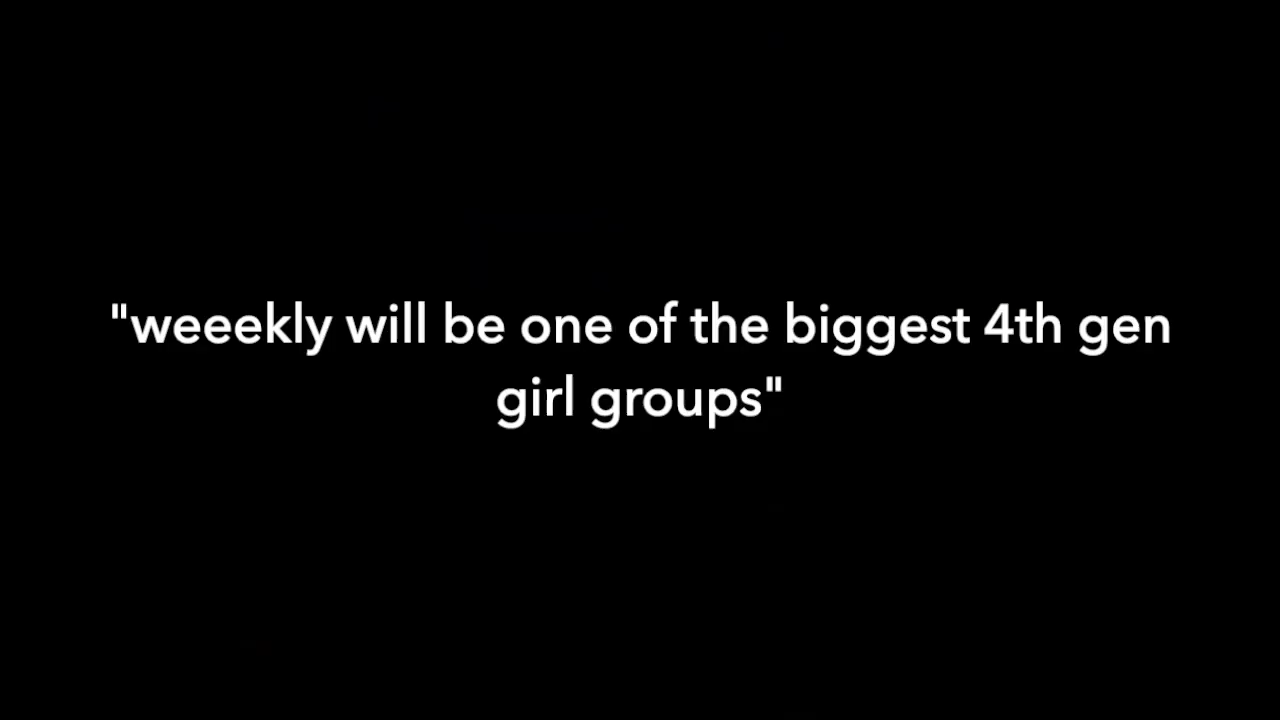 "weeekly will be one of the biggest 4th gen
girl groups"